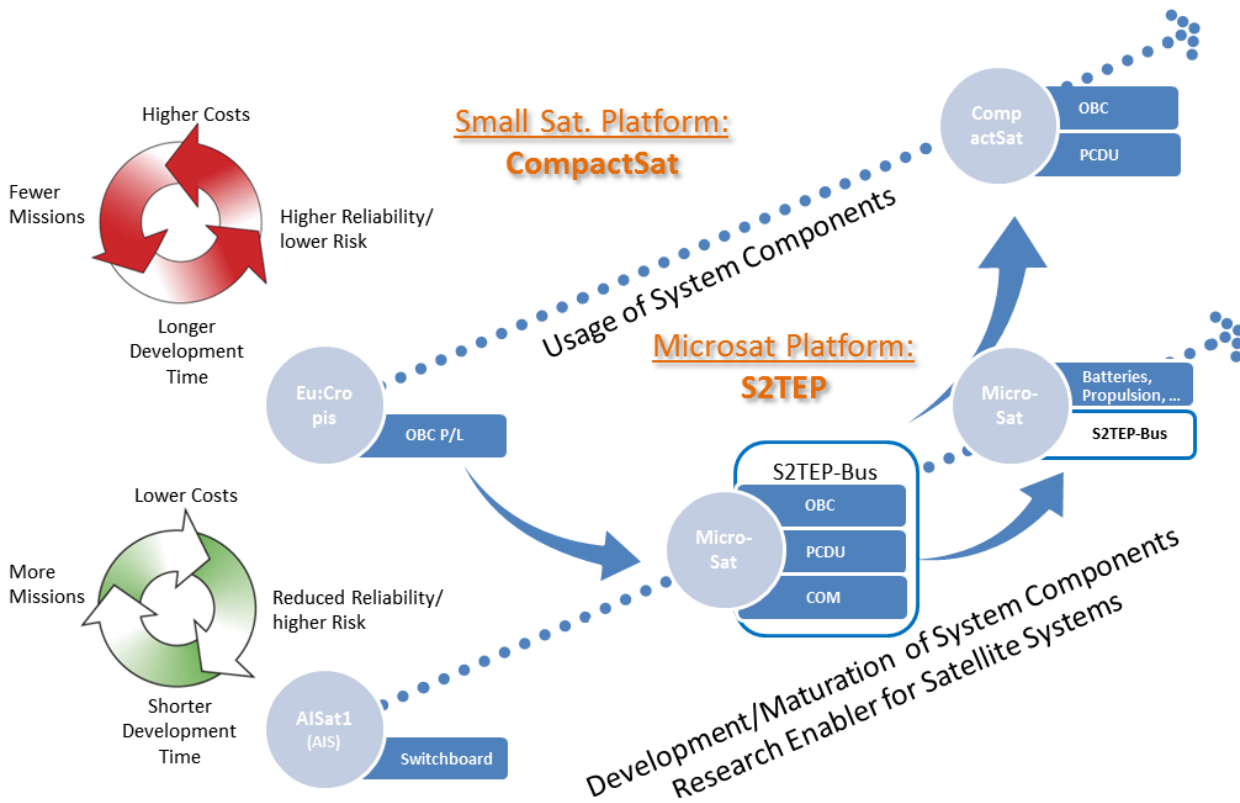 Higher Costs
Fewer
Missions
Higher Reliability/
lower Risk
Longer
Development
Time
Small Sat. Platform:
CompactSat
Comp
actSat
OBC
PCDU
Usage of System Components
Eu:Cro
pis
OBC P/L
Microsat Platform:
S2TEP
Micro-
Sat
Batteries,
Propulsion, ...
S2TEP-Bus
S2TEP-Bus
Micro-
Sat
OBC
PCDU
COM
Lower Costs
More
Missions
Reduced Reliability/
higher Risk
Shorter
Development
Time
AISat1
(AIS)
Switchboard
Development/Maturation of System Components
Research Enabler for Satellite Systems